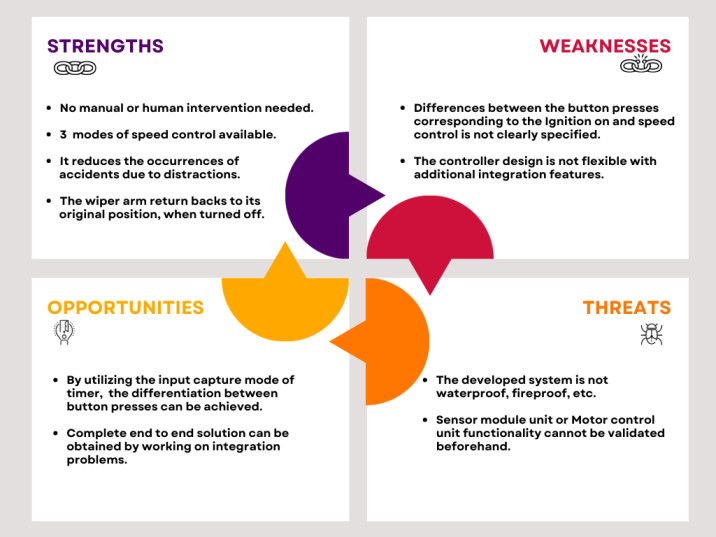 STRENGTHS
No manual or human intervention needed.
3 modes of speed control available.
It reduces the occurrences of
accidents due to distractions.
The wiper arm return backs to its
original position, when turned off.
WEAKNESSES
Differences between the button presses
corresponding to the Ignition on and speed
control is not clearly specified.
The controller design is not flexible with
additional integration features.
OPPORTUNITIES
By utilizing the input capture mode of
timer, the differentiation between
button presses can be achieved.
Complete end to end solution can be
obtained by working on integration
problems.
THREATS
The developed system is not
waterproof, fireproof, etc.
Sensor module unit or Motor control
unit functionality cannot be validated
beforehand.